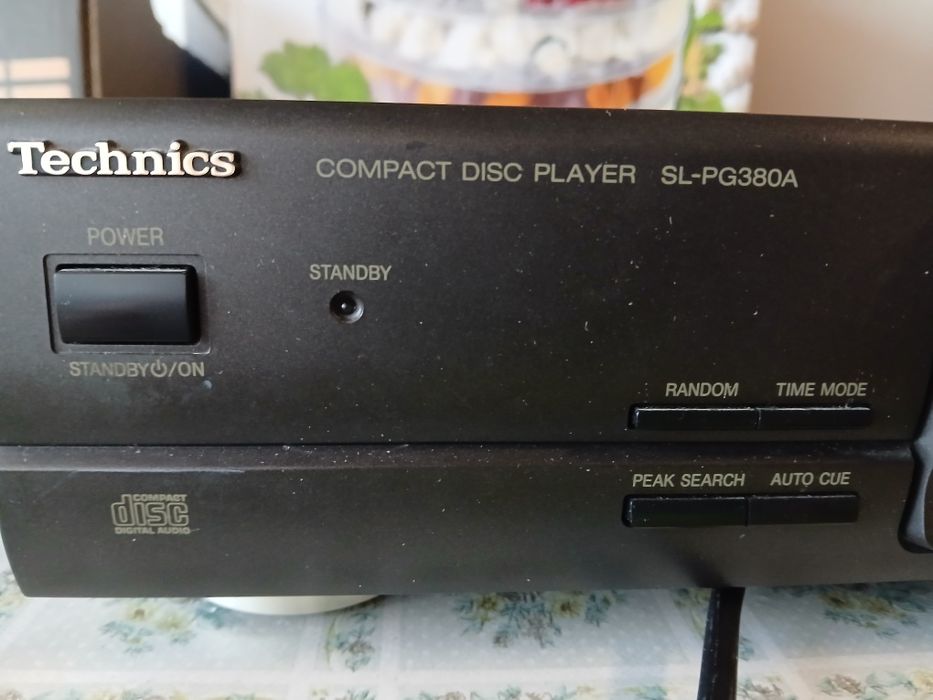 Technics
COMPACT DISC PLAYER SL-PG380A
POWER
STANDBY
STANDBY⏻/ON
RANDOM TIME MODE
PEAK SEARCH AUTO CUE
COMPACT
disc
DIGITAL AUDIO